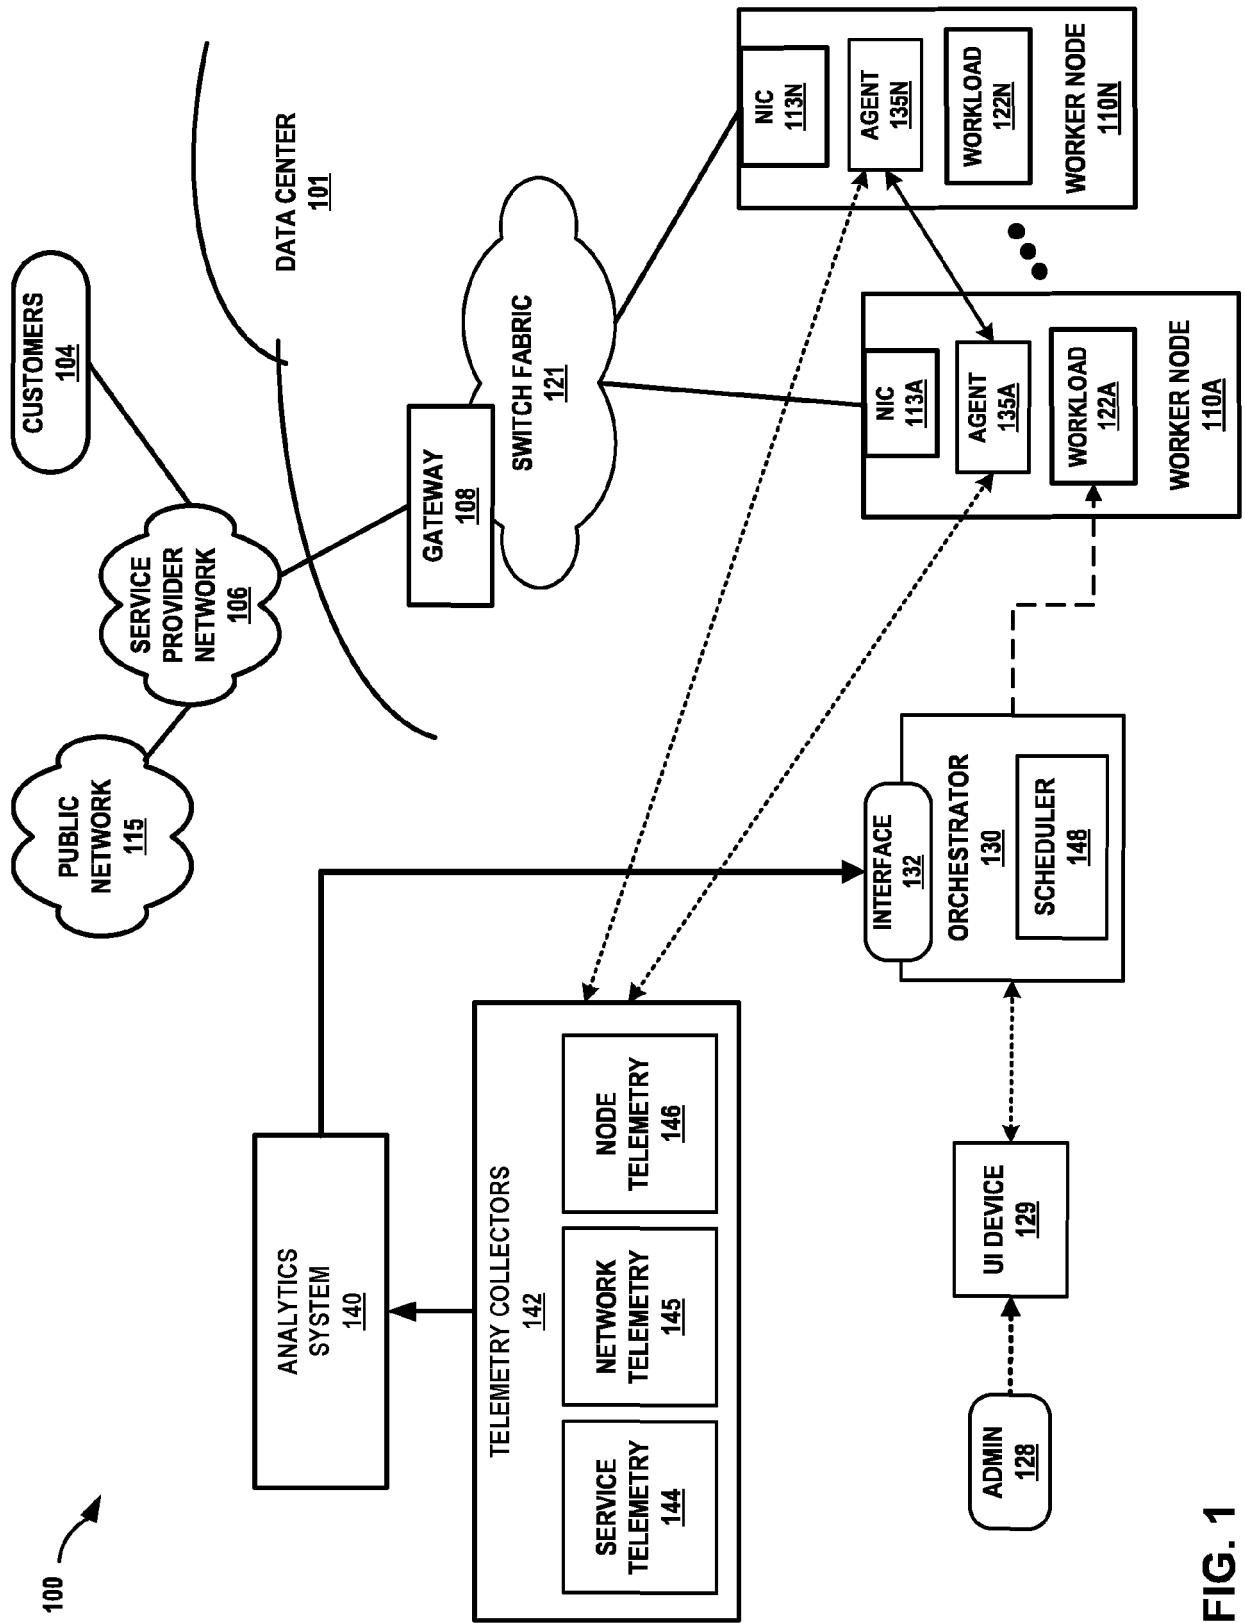 100
PUBLIC
NETWORK
115
SERVICE
PROVIDER
NETWORK
106
CUSTOMERS
104
DATA CENTER
101
ANALYTICS
SYSTEM
140
GATEWAY
108
SWITCH FABRIC
121
TELEMETRY COLLECTORS
142
SERVICE
TELEMETRY
144
NETWORK
TELEMETRY
145
NODE
TELEMETRY
146
INTERFACE
132
ORCHESTRATOR
130
SCHEDULER
148
NIC
113A
AGENT
135A
WORKLOAD
122A
WORKER NODE
110A
NIC
113N
AGENT
135N
WORKLOAD
122N
WORKER NODE
110N
ADMIN
128
UI DEVICE
129
FIG. 1